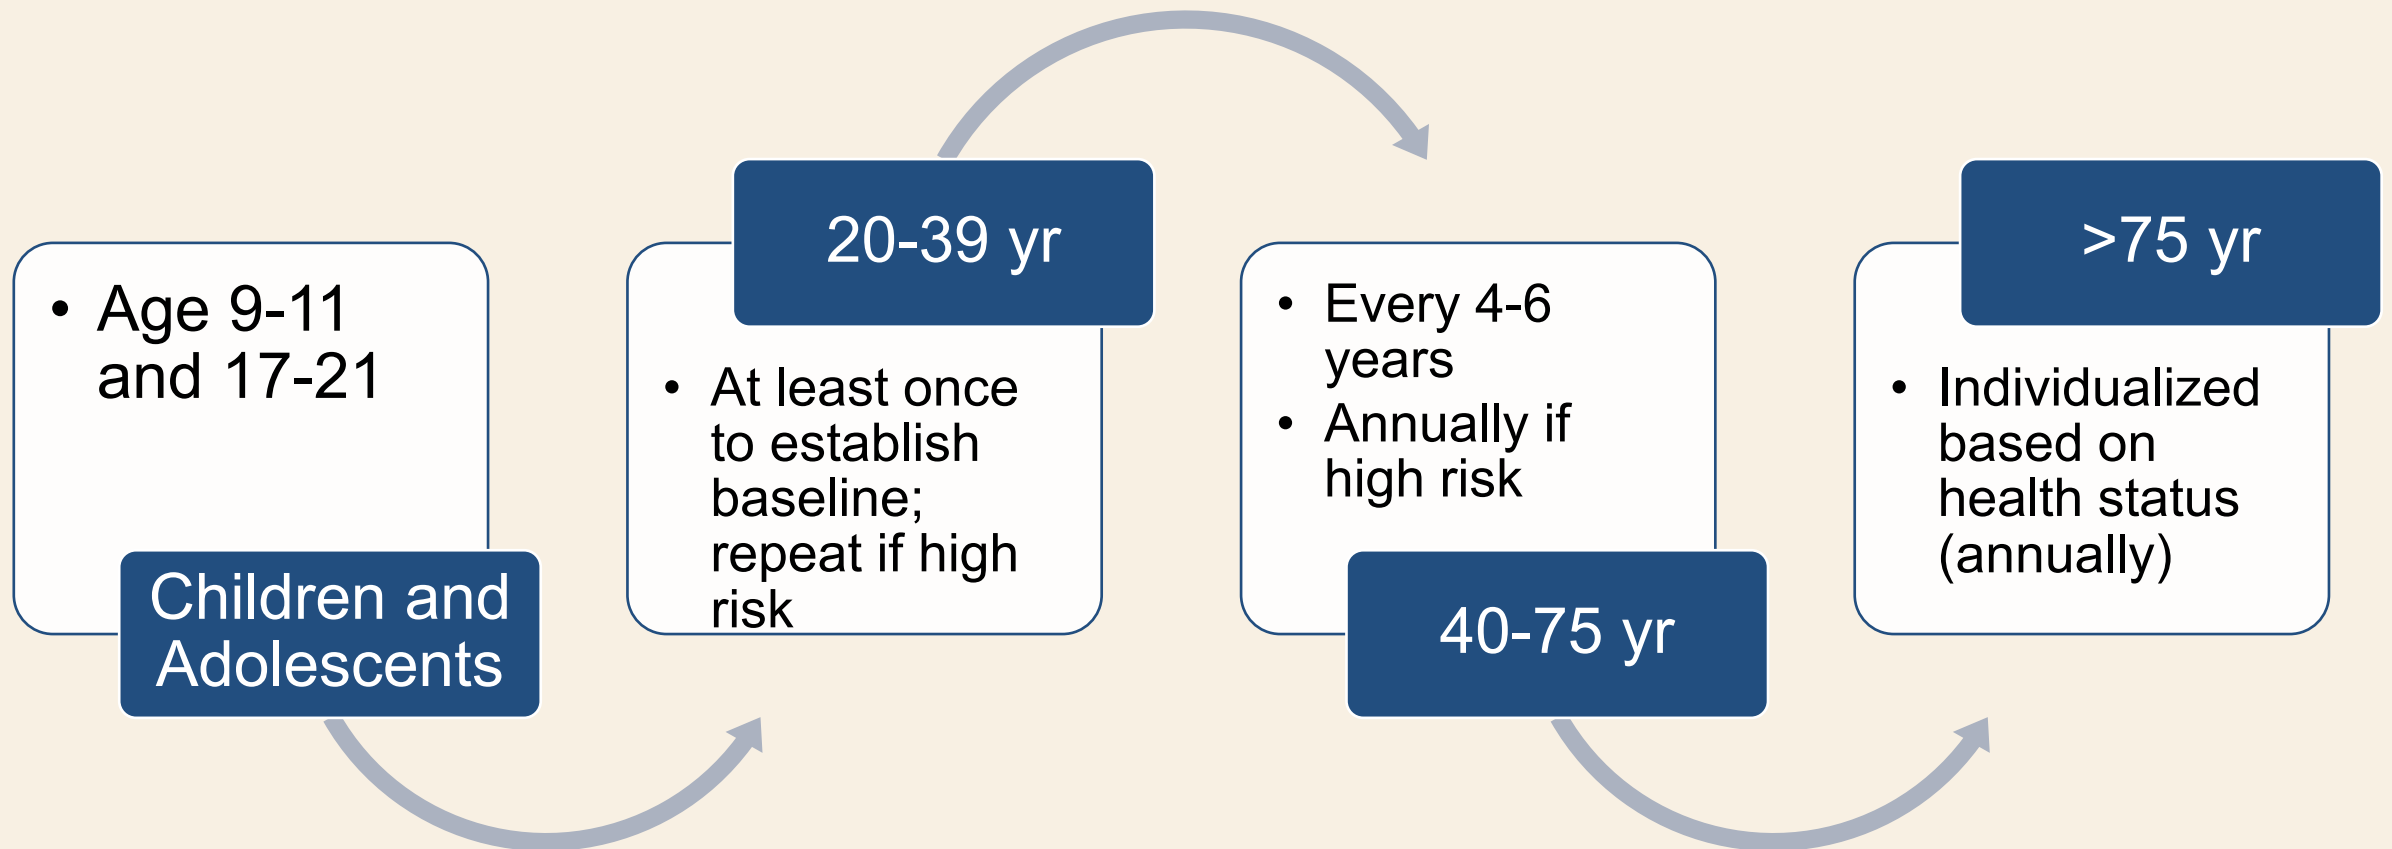 • Age 9-11
and 17-21
Children and
Adolescents
20-39 yr
• At least once
to establish
baseline;
repeat if high
risk
• Every 4-6
years
• Annually if
high risk
40-75 yr
>75 yr
• Individualized
based on
health status
(annually)